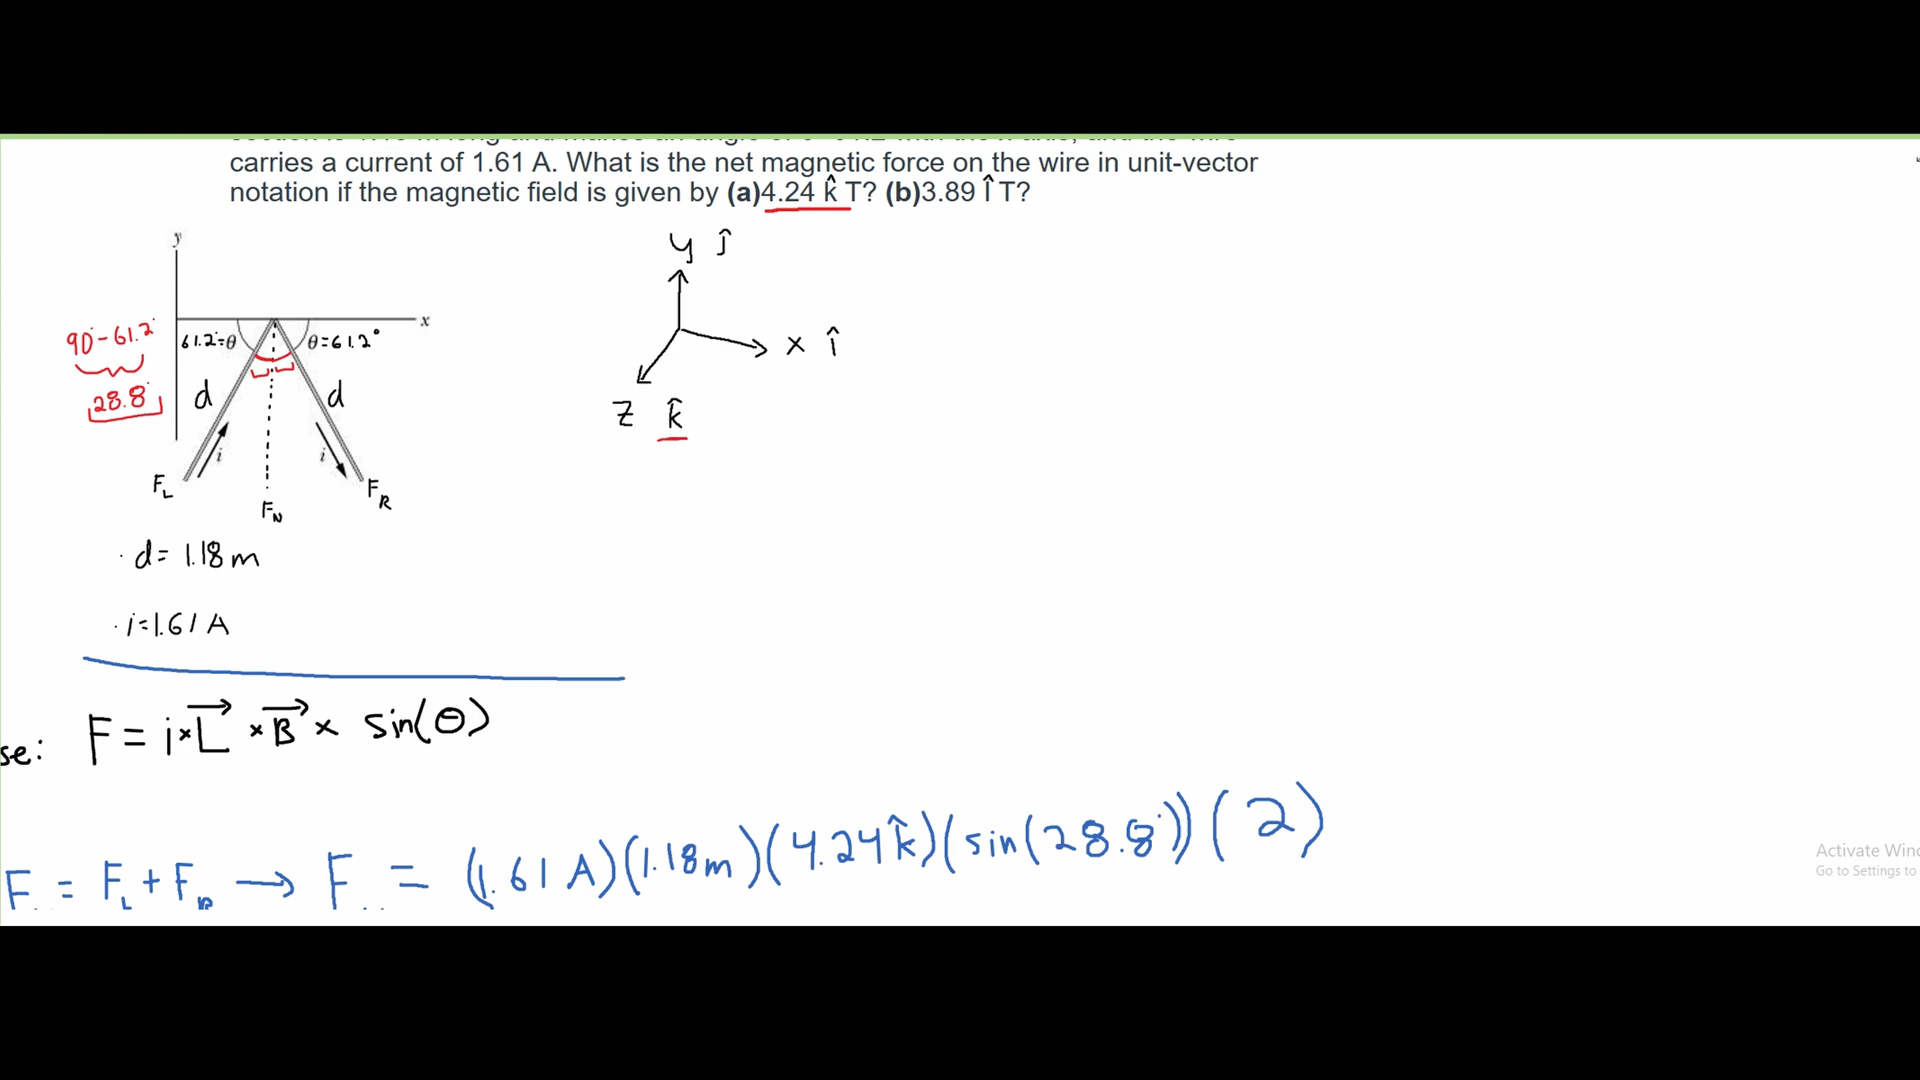 carries a current of 1.61 A. What is the net magnetic force on the wire in unit-vector
notation if the magnetic field is given by (a)4.24 k̂ T? (b)3.89 î T?
y
y ĵ
x
90°-61.2°
61.2°=θ
θ=61.2°
x î
28.8°
d
d
z k̂
i
i
F_L
F_R
F_N
· d= 1.18m
· i=1.61 A
se: F = i × L⃗ × B⃗ × sin(θ)
F = F_L + F_R → F = (1.61 A)(1.18m)(4.24k̂)(sin(28.8°))(2)
Activate Wind
Go to Settings to